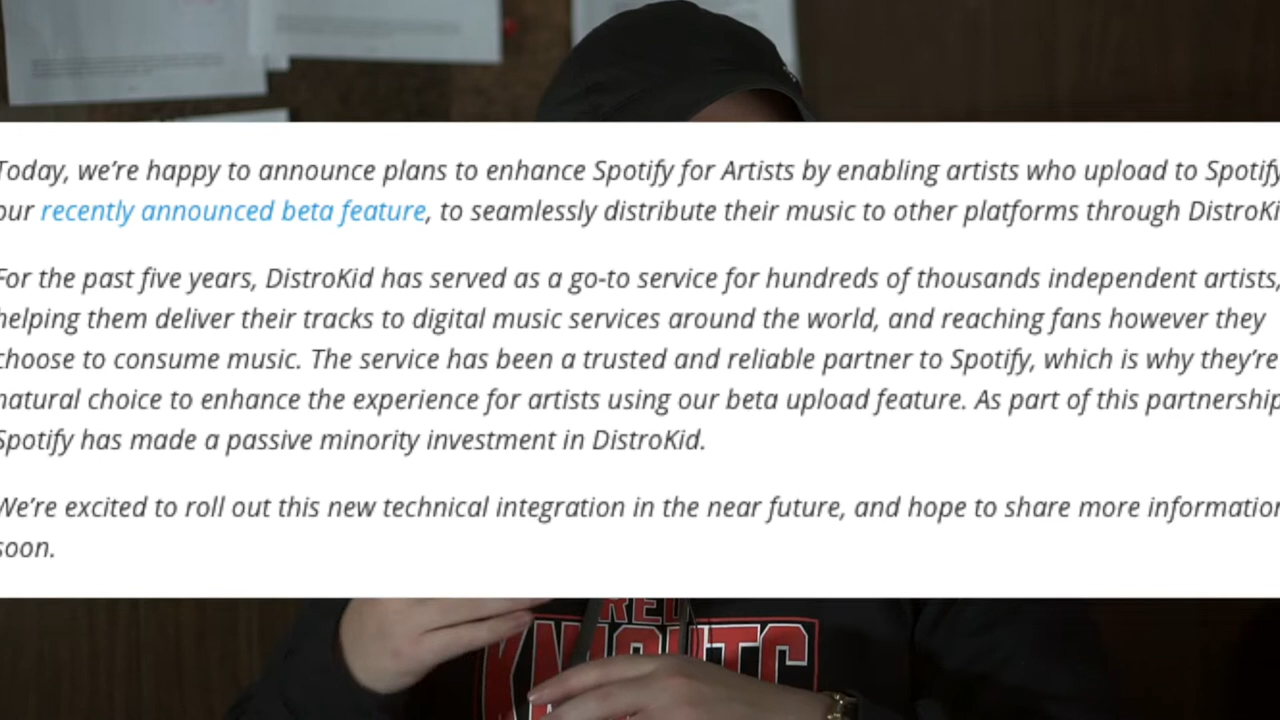 Today, we're happy to announce plans to enhance Spotify for Artists by enabling artists who upload to Spotify
our recently announced beta feature, to seamlessly distribute their music to other platforms through DistroKi
For the past five years, DistroKid has served as a go-to service for hundreds of thousands independent artists,
helping them deliver their tracks to digital music services around the world, and reaching fans however they
choose to consume music. The service has been a trusted and reliable partner to Spotify, which is why they're
natural choice to enhance the experience for artists using our beta upload feature. As part of this partnership
Spotify has made a passive minority investment in DistroKid.
We're excited to roll out this new technical integration in the near future, and hope to share more information
soon.
RED
KNIGHTS